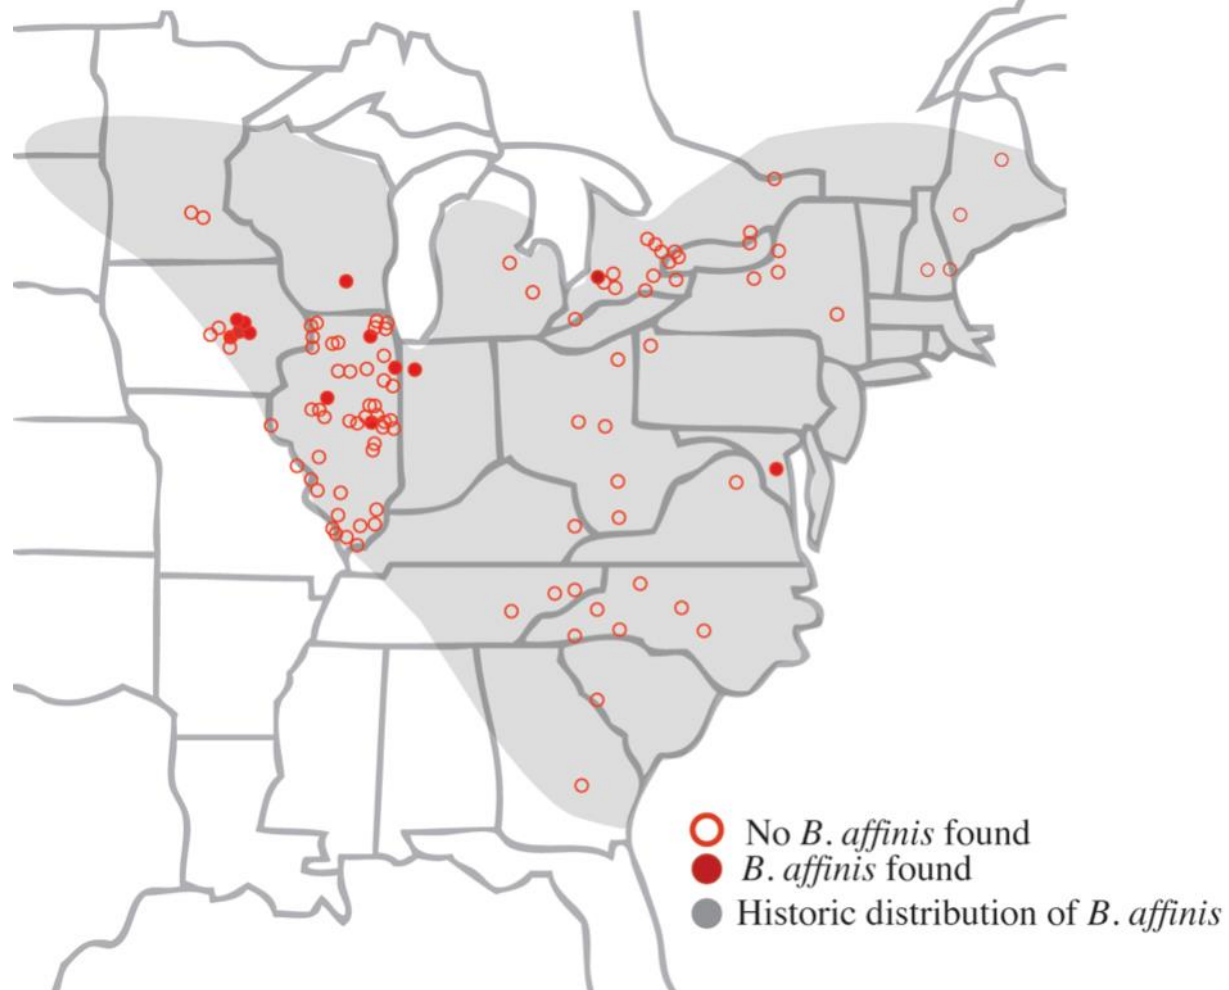 No B. affinis found
B. affinis found
Historic distribution of B. affinis